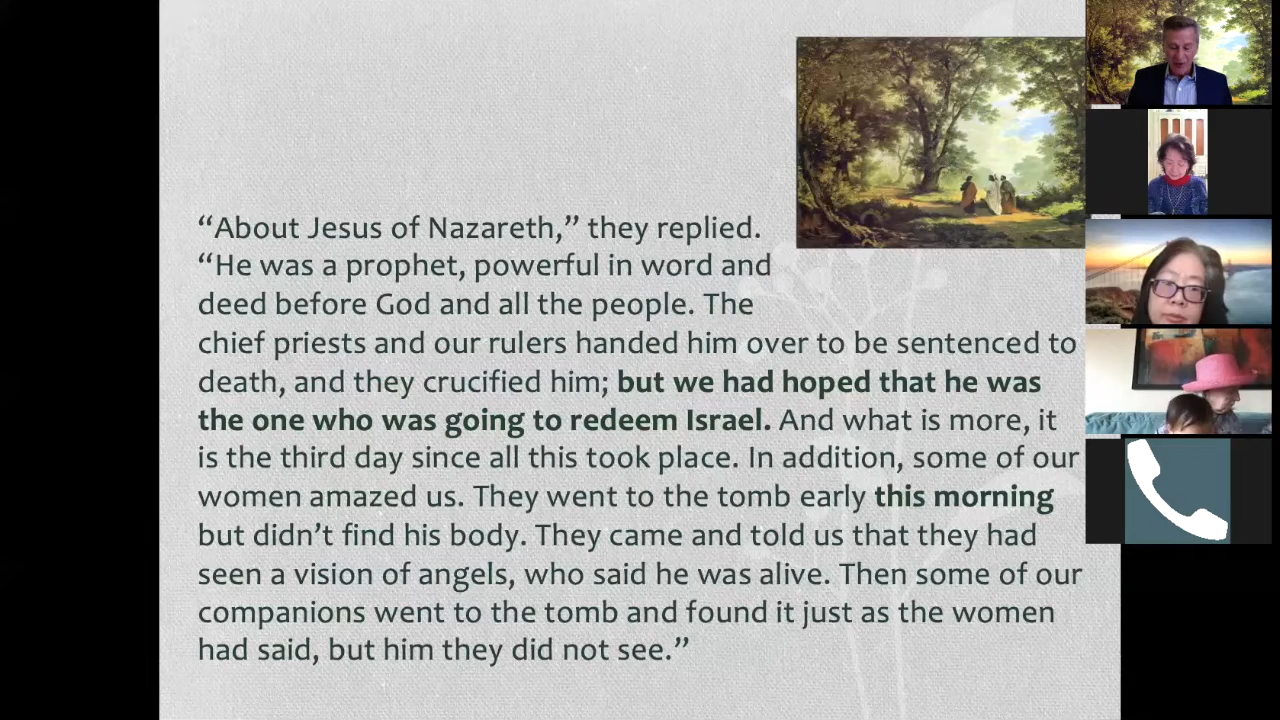 “About Jesus of Nazareth,” they replied.
“He was a prophet, powerful in word and
deed before God and all the people. The
chief priests and our rulers handed him over to be sentenced to
death, and they crucified him; but we had hoped that he was
the one who was going to redeem Israel. And what is more, it
is the third day since all this took place. In addition, some of our
women amazed us. They went to the tomb early this morning
but didn’t find his body. They came and told us that they had
seen a vision of angels, who said he was alive. Then some of our
companions went to the tomb and found it just as the women
had said, but him they did not see.”